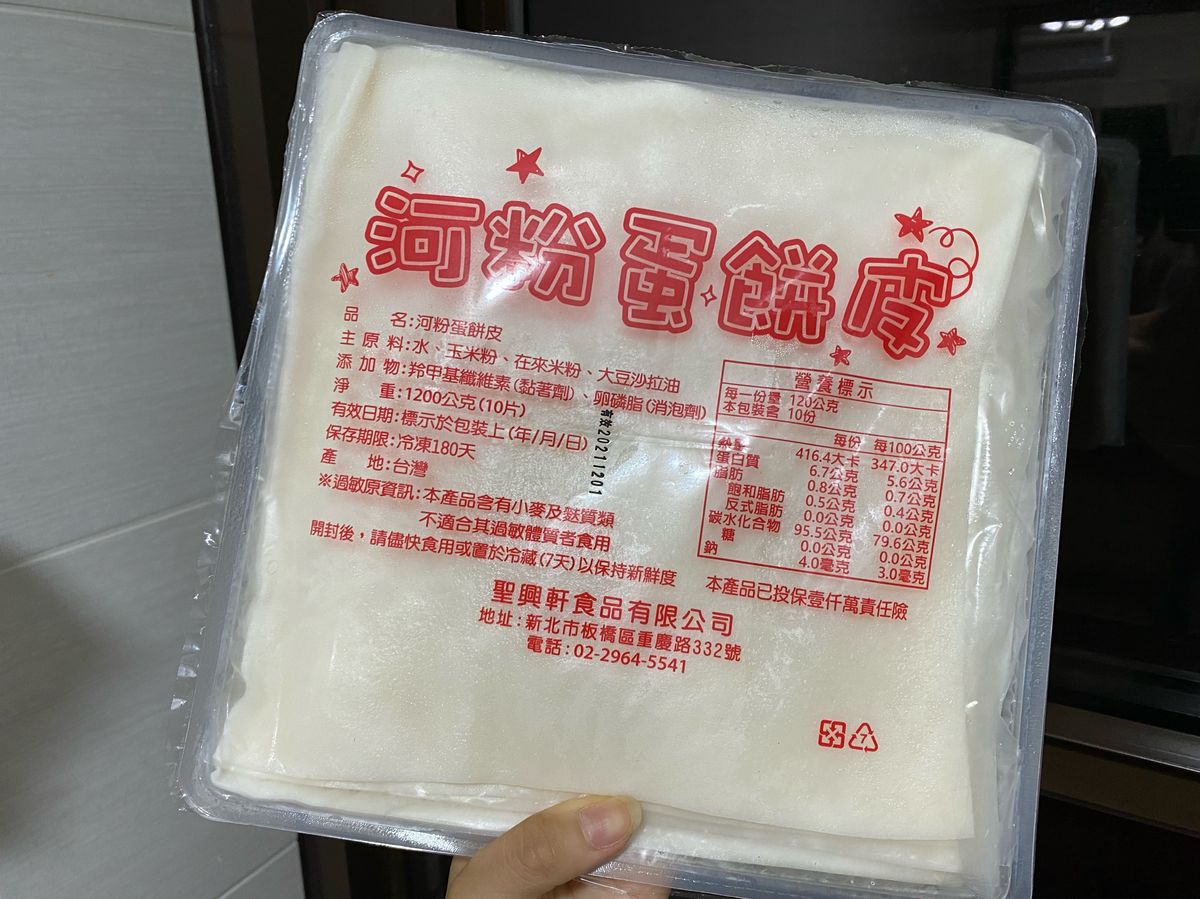 河粉蛋餅皮
品 名:河粉蛋餅皮
主原料:水、玉米粉、在來米粉、大豆沙拉油
添加物:羚甲基纖維素(黏著劑)、卵磷脂(消泡劑)
淨 重:1200公克(10片)
有效日期:標示於包裝上(年/月/日)
保存期限:冷凍180天
產 地:台灣
※過敏原資訊:本產品含有小麥及麩質類
不適合其過敏體質者食用
開封後，請儘快食用或置於冷藏(7天)以保持新鮮度
有效20211201
營養標示
每一份量 120公克
本包裝含 10份
每份 每100公克
熱量 416.4大卡 347.0大卡
蛋白質 6.7公克 5.6公克
脂肪 0.8公克 0.7公克
飽和脂肪 0.5公克 0.4公克
反式脂肪 0.0公克 0.0公克
碳水化合物 95.5公克 79.6公克
糖 0.0公克 0.0公克
鈉 4.0毫克 3.0毫克
本產品已投保壹仟萬責任險
聖興軒食品有限公司
地址:新北市板橋區重慶路332號
電話:02-2964-5541
7